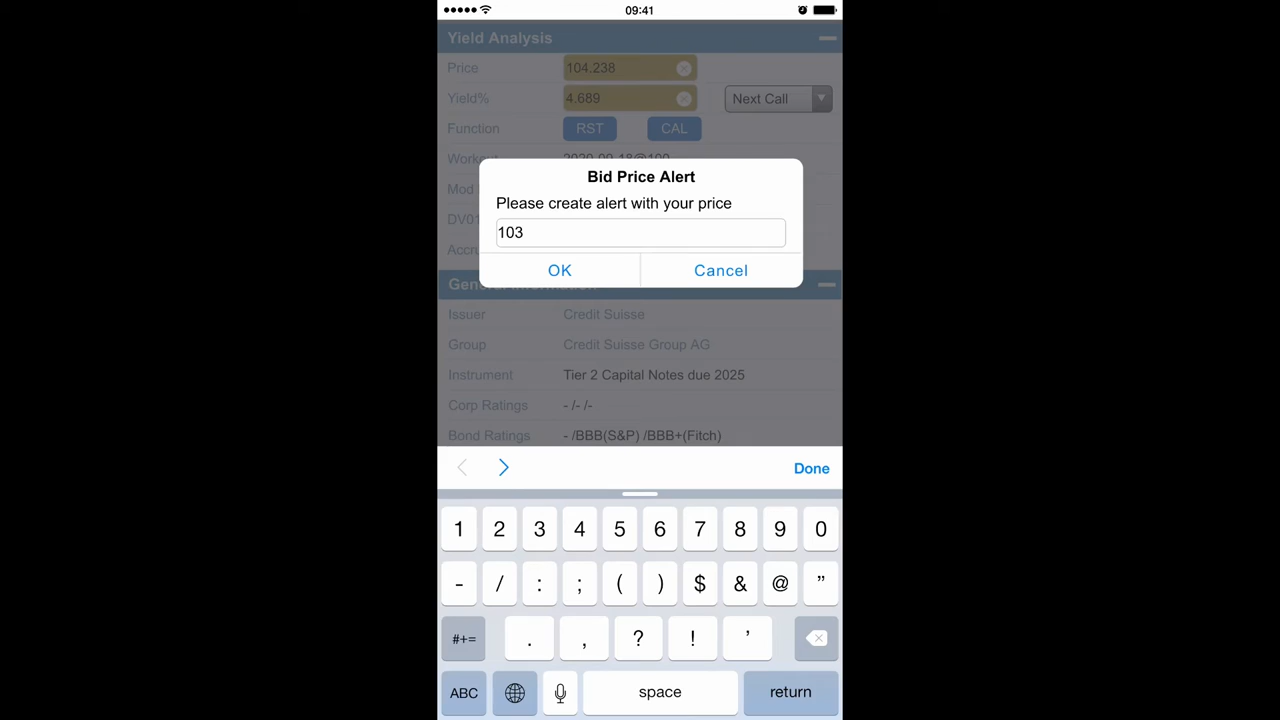 09:41
Yield Analysis
Price 104.238
Yield% 4.689 Next Call
Function RST CAL
Bid Price Alert
Please create alert with your price
103
OK Cancel
Issuer Credit Suisse
Group Credit Suisse Group AG
Instrument Tier 2 Capital Notes due 2025
Corp Ratings - /- /-
Bond Ratings - /BBB(S&P) /BBB+(Fitch)
Done
1 2 3 4 5 6 7 8 9 0
- / : ; ( ) $ & @ ”
#+= . , ? ! ’
ABC space return